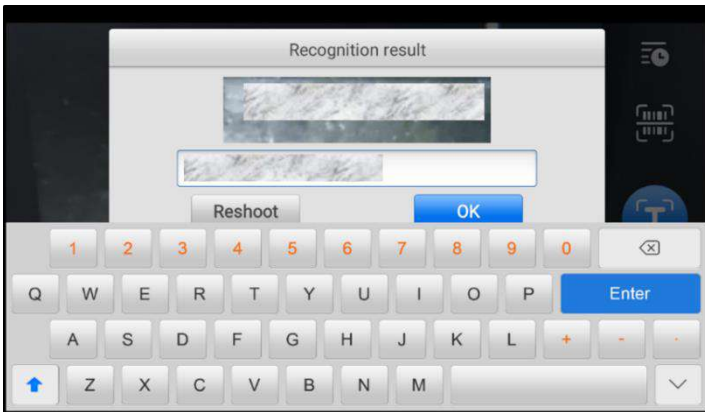 Recognition result
Reshoot OK
1 2 3 4 5 6 7 8 9 0
Q W E R T Y U I O P Enter
A S D F G H J K L + - .
Z X C V B N M